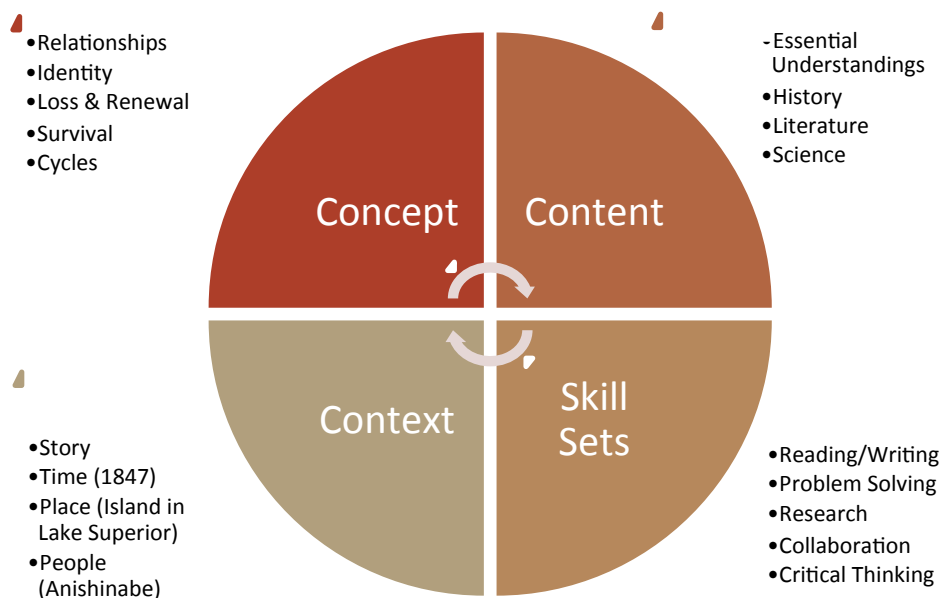 •Relationships
•Identity
•Loss & Renewal
•Survival
•Cycles
Concept
-Essential
Understandings
•History
•Literature
•Science
Content
Context
•Story
•Time (1847)
•Place (Island in
Lake Superior)
•People
(Anishinabe)
Skill
Sets
•Reading/Writing
•Problem Solving
•Research
•Collaboration
•Critical Thinking